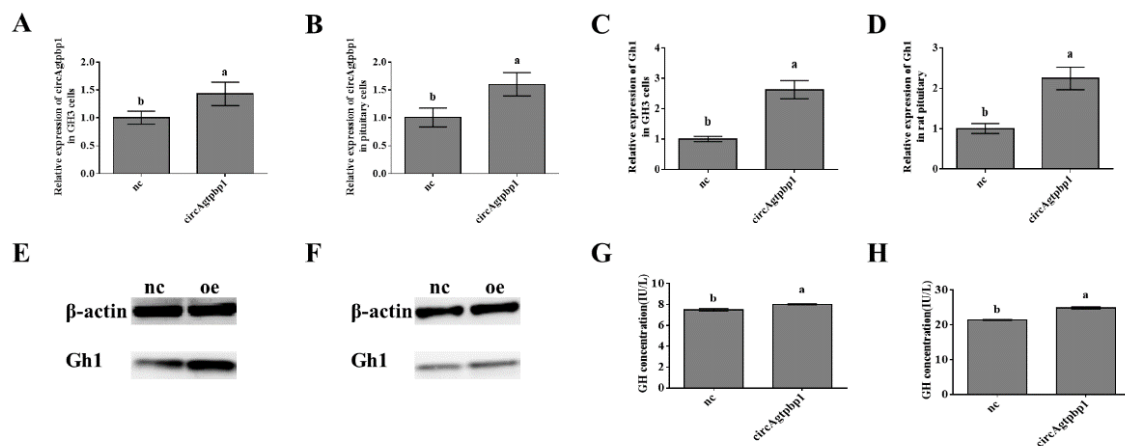 A
Relative expression of circAgtpbp1
in GH3 cells
2.0
1.5
1.0
0.5
0.0
b
a
nc
circAgtpbp1
B
Relative expression of circAgtpbp1
in pituitary cells
2.0
1.5
1.0
0.5
0.0
b
a
nc
circAgtpbp1
C
Relative expression of Gh1
in GH3 cells
4
3
2
1
0
b
a
nc
circAgtpbp1
D
Relative expression of Gh1
in rat pituitary
3
2
1
0
b
a
nc
circAgtpbp1
E
nc oe
β-actin
Gh1
F
nc oe
β-actin
Gh1
G
GH concentration(IU/L)
10
8
6
4
2
0
b
a
nc
circAgtpbp1
H
GH concentration(IU/L)
30
20
10
0
b
a
nc
circAgtpbp1